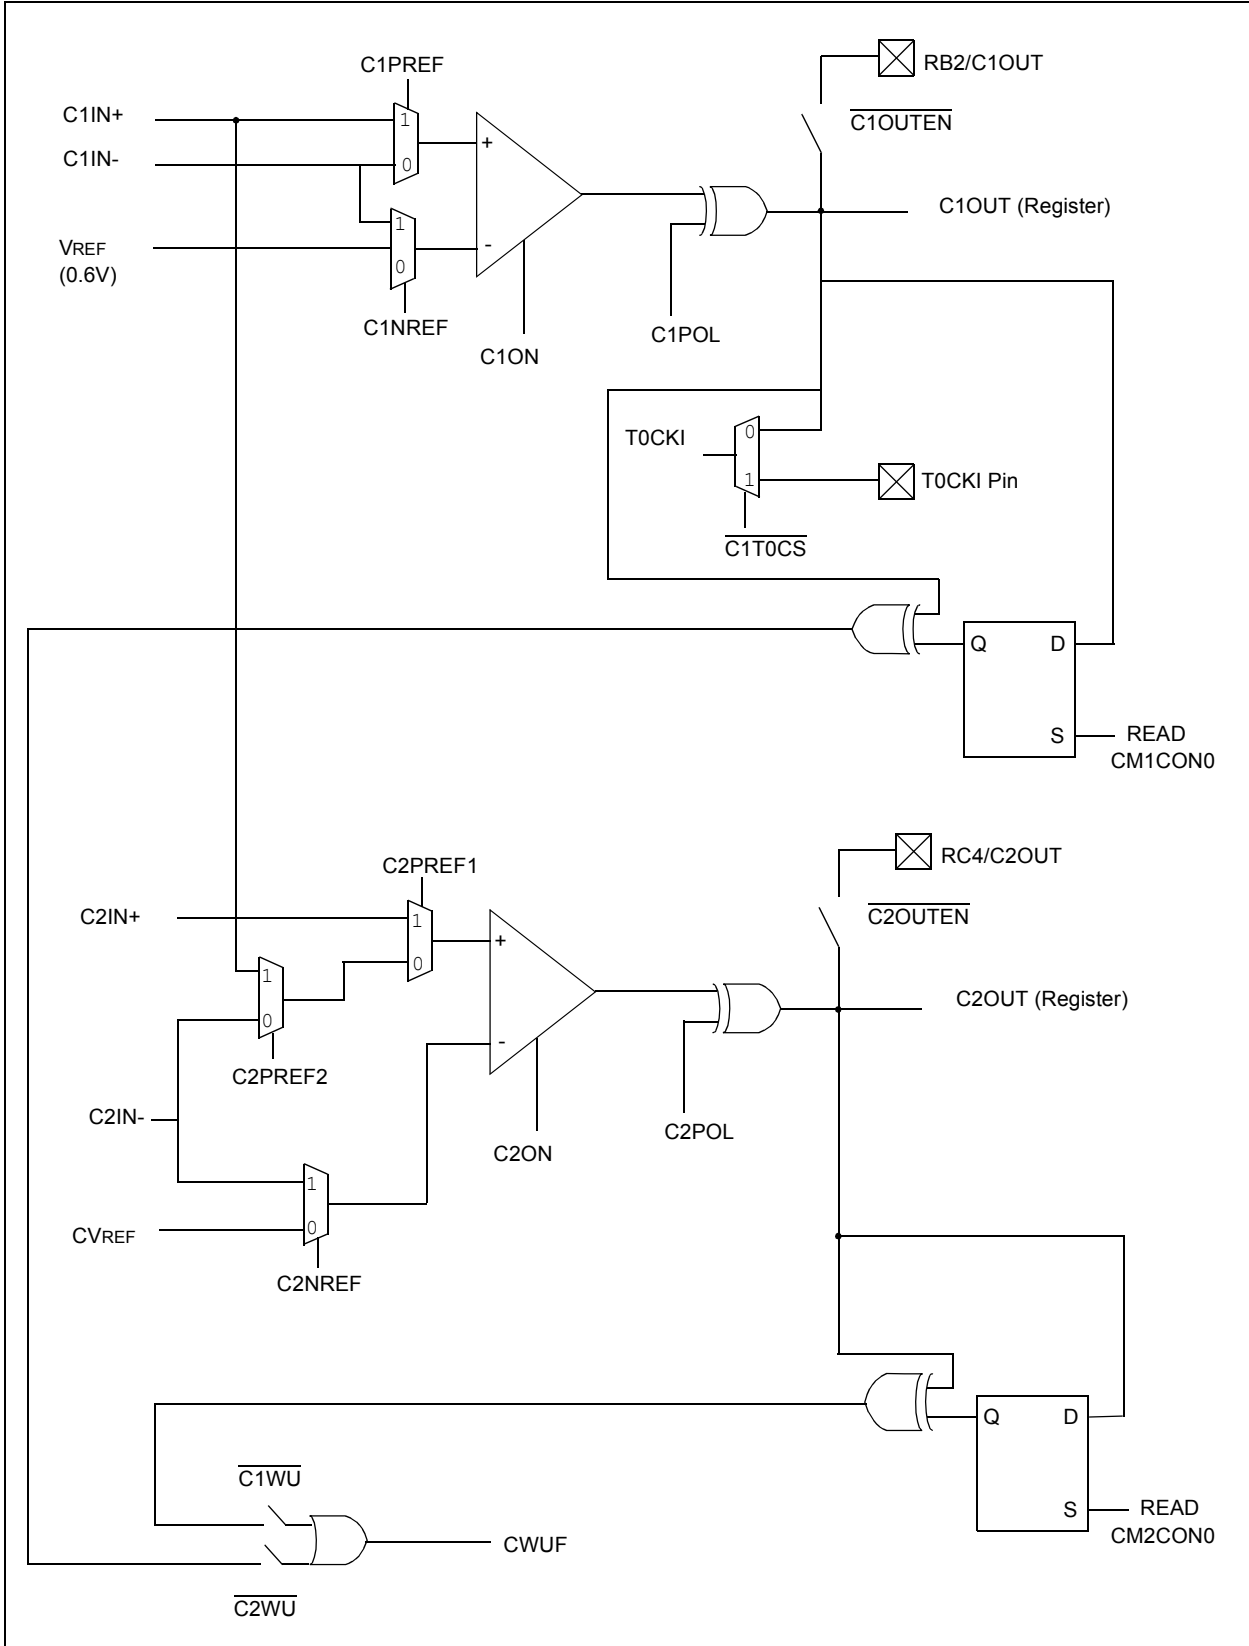 RB2/C1OUT
C1PREF
C1IN+
1
C1OUTEN
+
C1IN-
0
C1OUT (Register)
1
VREF
-
0
(0.6V)
C1NREF
C1POL
C1ON
T0CKI
0
1
T0CKI Pin
C1T0CS
Q
D
S
READ
CM1CON0
RC4/C2OUT
C2PREF1
C2IN+
1
C2OUTEN
+
0
1
C2OUT (Register)
0
-
C2PREF2
C2IN-
C2POL
C2ON
1
CVREF
0
C2NREF
Q
D
C1WU
S
READ
CM2CON0
CWUF
C2WU